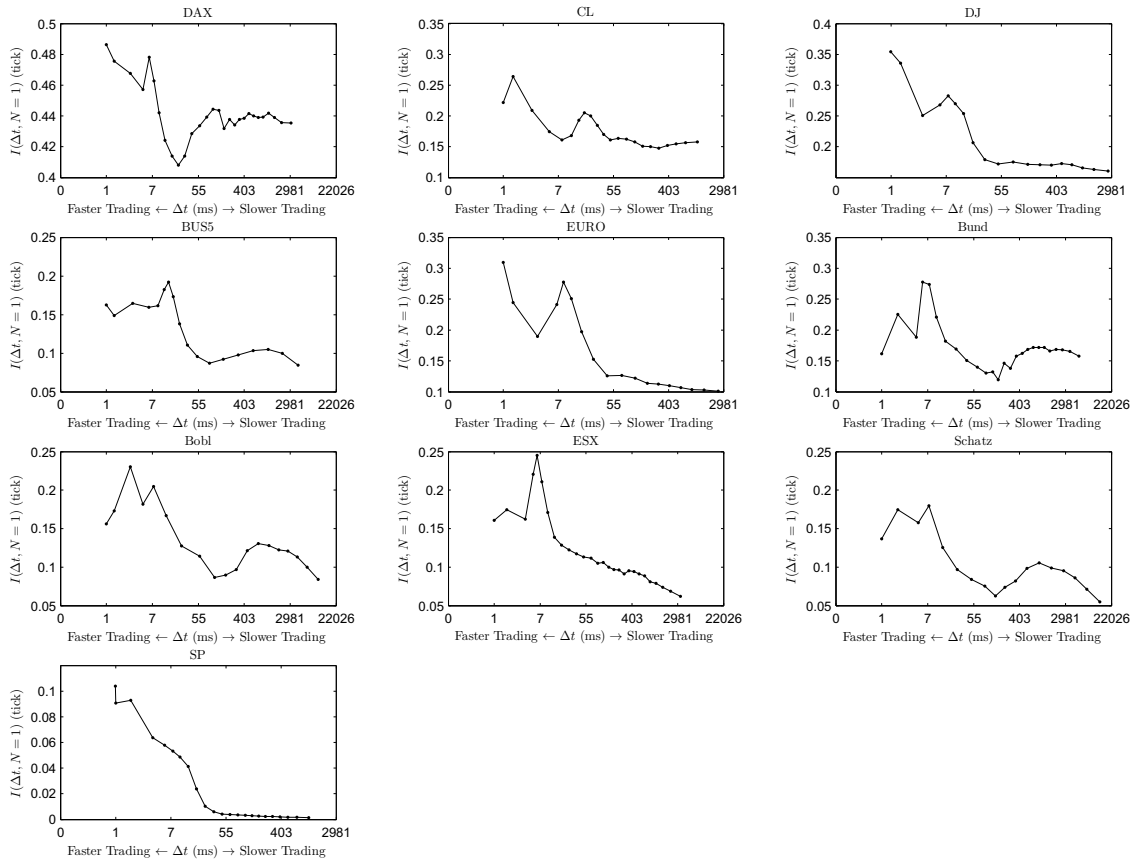 DAX
0.5
0.48
0.46
0.44
0.42
0.4
I(Δt, N = 1) (tick)
0 1 7 55 403 2981 22026
Faster Trading ← Δt (ms) → Slower Trading
CL
0.35
0.3
0.25
0.2
0.15
0.1
I(Δt, N = 1) (tick)
0 1 7 55 403 2981
Faster Trading ← Δt (ms) → Slower Trading
DJ
0.4
0.35
0.3
0.25
0.2
I(Δt, N = 1) (tick)
0 1 7 55 403 2981
Faster Trading ← Δt (ms) → Slower Trading
BUS5
0.25
0.2
0.15
0.1
0.05
I(Δt, N = 1) (tick)
0 1 7 55 403 2981 22026
Faster Trading ← Δt (ms) → Slower Trading
EURO
0.35
0.3
0.25
0.2
0.15
0.1
I(Δt, N = 1) (tick)
0 1 7 55 403 2981
Faster Trading ← Δt (ms) → Slower Trading
Bund
0.35
0.3
0.25
0.2
0.15
0.1
I(Δt, N = 1) (tick)
0 1 7 55 403 2981 22026
Faster Trading ← Δt (ms) → Slower Trading
Bobl
0.25
0.2
0.15
0.1
0.05
I(Δt, N = 1) (tick)
0 1 7 55 403 2981 22026
Faster Trading ← Δt (ms) → Slower Trading
ESX
0.25
0.2
0.15
0.1
0.05
I(Δt, N = 1) (tick)
0 1 7 55 403 2981 22026
Faster Trading ← Δt (ms) → Slower Trading
Schatz
0.25
0.2
0.15
0.1
0.05
I(Δt, N = 1) (tick)
0 1 7 55 403 2981 22026
Faster Trading ← Δt (ms) → Slower Trading
SP
0.1
0.08
0.06
0.04
0.02
0
I(Δt, N = 1) (tick)
0 1 7 55 403 2981
Faster Trading ← Δt (ms) → Slower Trading